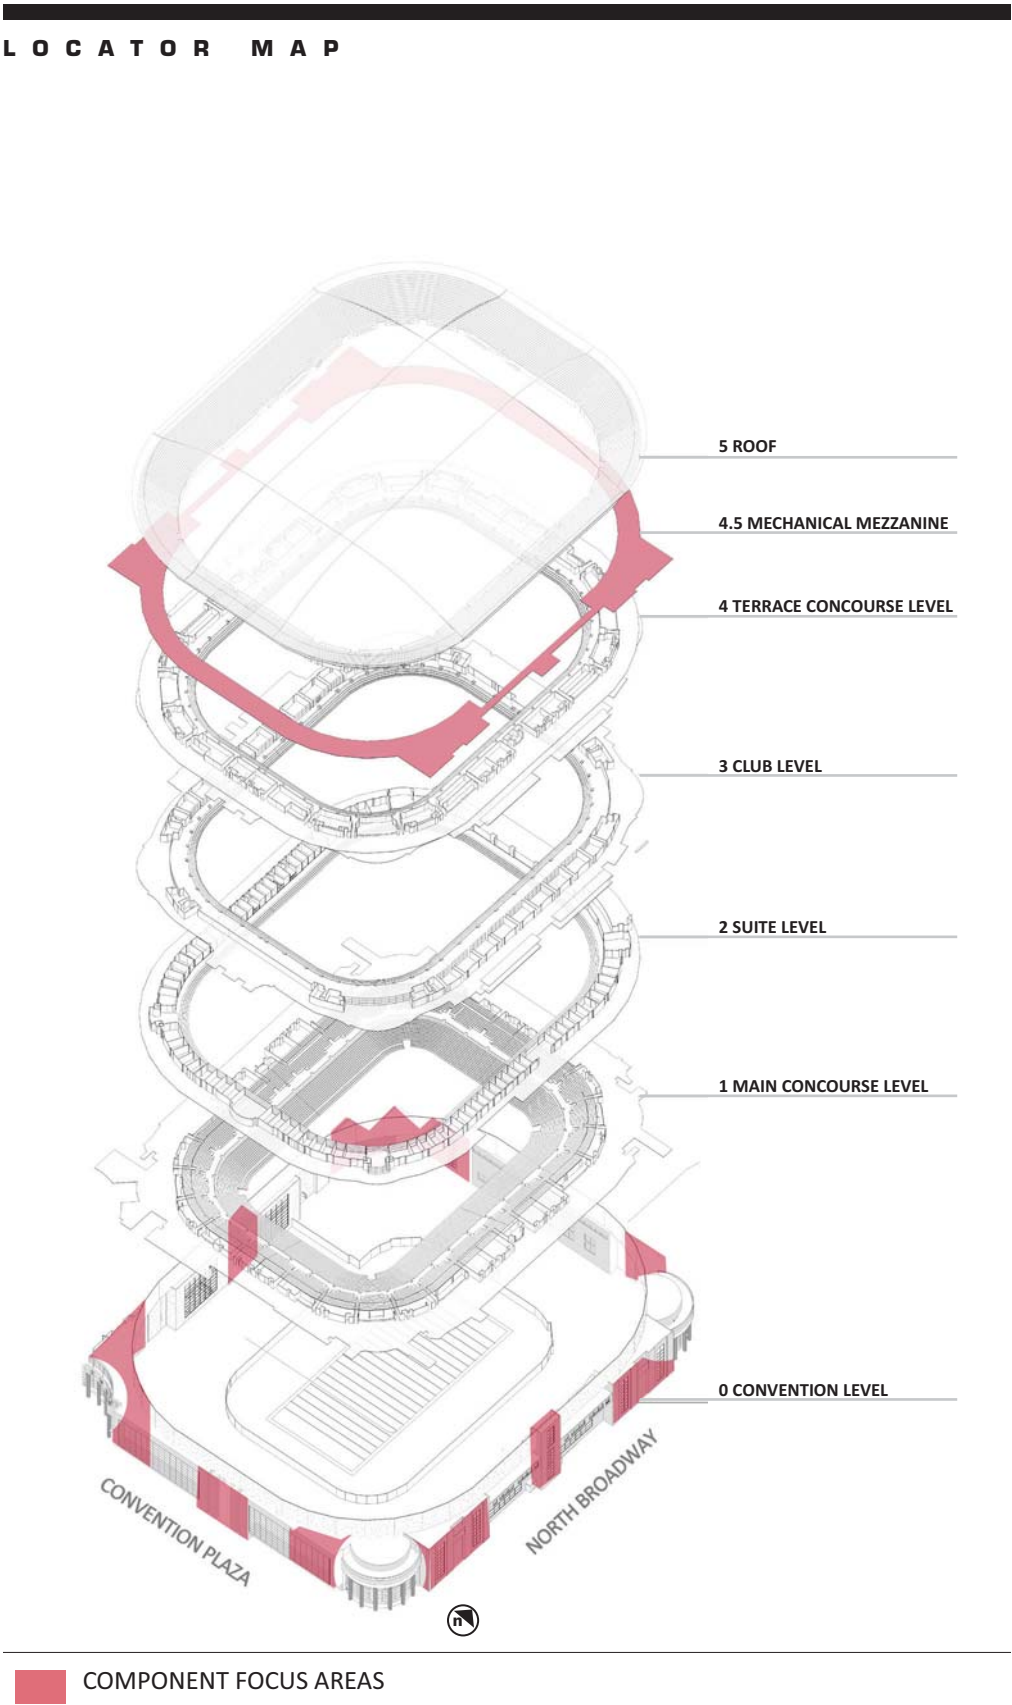 LOCATOR MAP
5 ROOF
4.5 MECHANICAL MEZZANINE
4 TERRACE CONCOURSE LEVEL
3 CLUB LEVEL
2 SUITE LEVEL
1 MAIN CONCOURSE LEVEL
0 CONVENTION LEVEL
CONVENTION PLAZA
NORTH BROADWAY
n
COMPONENT FOCUS AREAS